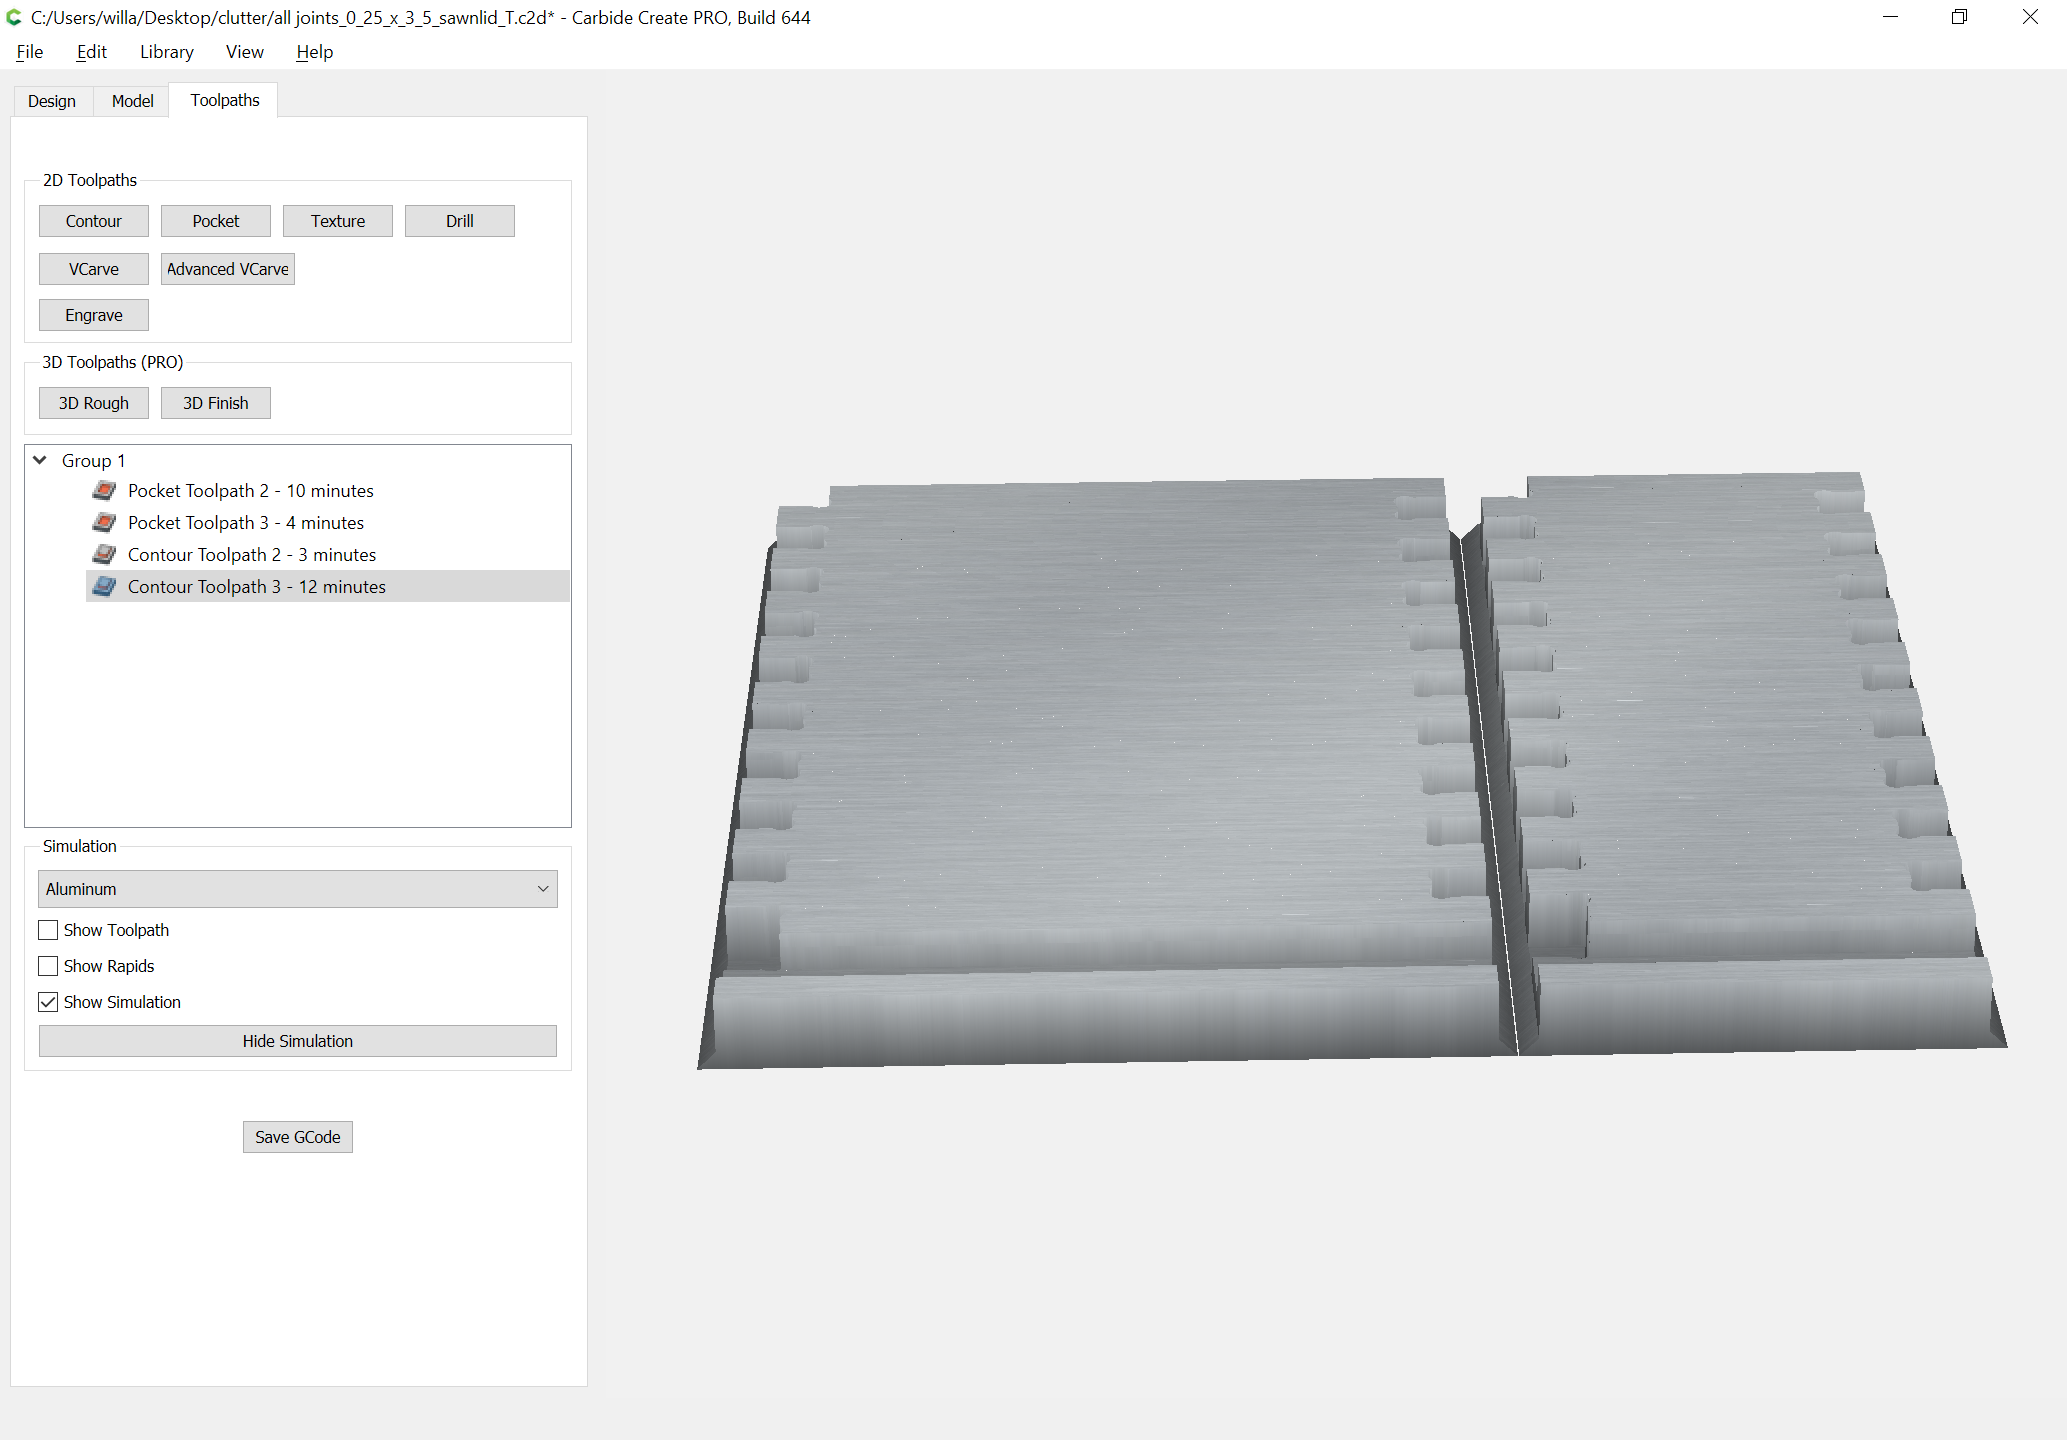 C:/Users/willa/Desktop/clutter/all joints_0_25_x_3_5_sawnlid_T.c2d* - Carbide Create PRO, Build 644
File Edit Library View Help
Design Model Toolpaths
2D Toolpaths
Contour Pocket Texture Drill
VCarve Advanced VCarve
Engrave
3D Toolpaths (PRO)
3D Rough 3D Finish
Group 1
Pocket Toolpath 2 - 10 minutes
Pocket Toolpath 3 - 4 minutes
Contour Toolpath 2 - 3 minutes
Contour Toolpath 3 - 12 minutes
Simulation
Aluminum
Show Toolpath
Show Rapids
Show Simulation
Hide Simulation
Save GCode